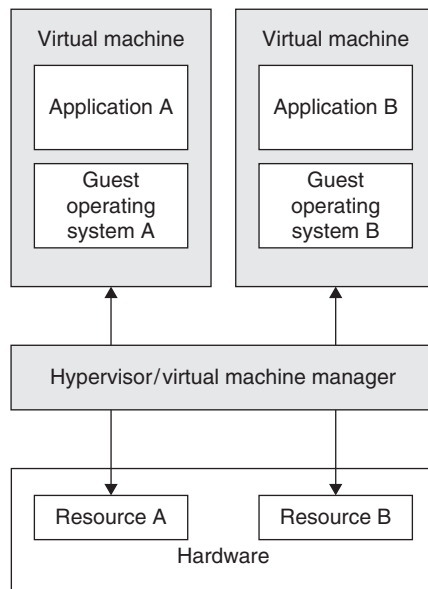 Virtual machine
Application A
Guest
operating
system A
Virtual machine
Application B
Guest
operating
system B
Hypervisor/virtual machine manager
Resource A
Resource B
Hardware